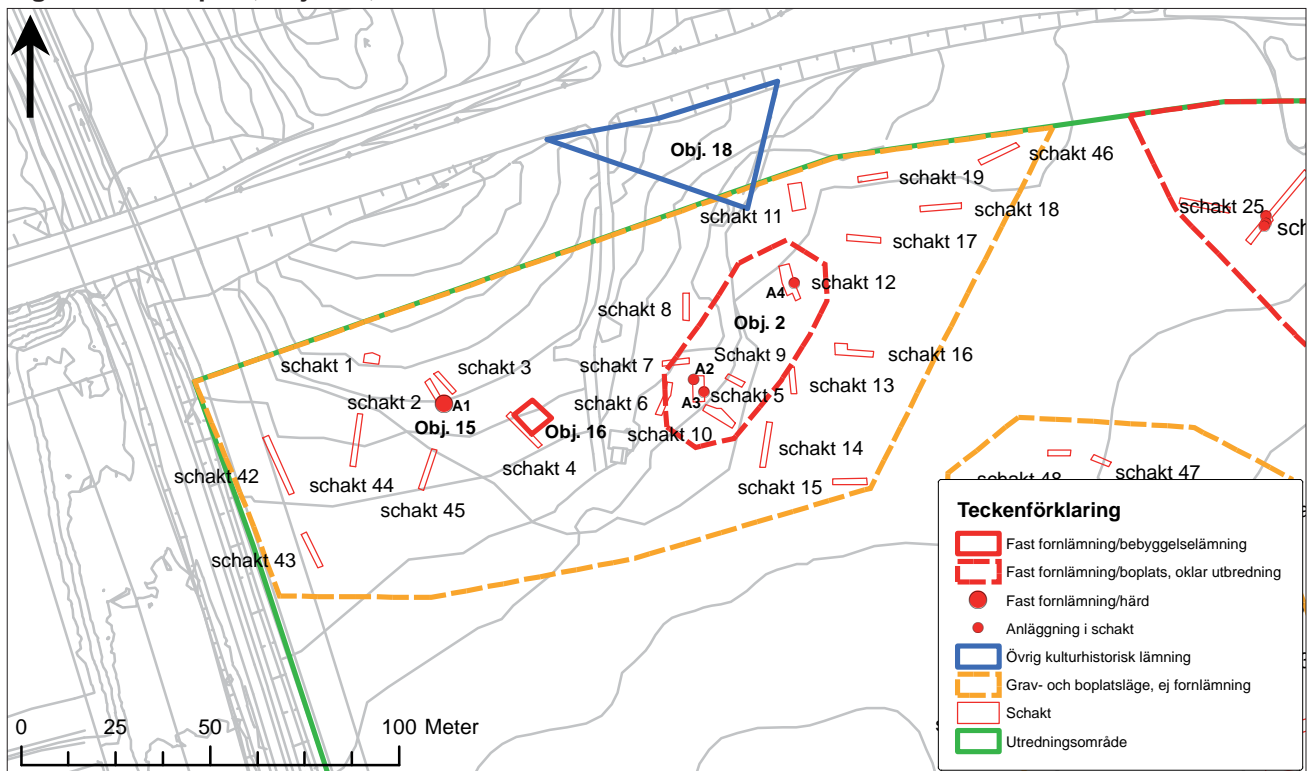 schakt 46
Obj. 18
schakt 19
schakt 25
schakt 11
schakt 18
schakt 17
schakt 12
A4
schakt 8
Obj. 2
schakt 16
schakt 1
schakt 3
schakt 7
Schakt 9
A2
schakt 13
schakt 2
A1
schakt 6
A3
schakt 5
Obj. 15
Obj. 16
schakt 10
schakt 14
schakt 4
schakt 42
schakt 44
schakt 48
schakt 47
schakt 15
schakt 45
schakt 43
Teckenförklaring
Fast fornlämning/bebyggelselämning
Fast fornlämning/boplats, oklar utbredning
Fast fornlämning/härd
Anläggning i schakt
Övrig kulturhistorisk lämning
Grav- och boplatsläge, ej fornlämning
Schakt
Utredningsområde
0 25 50 100 Meter